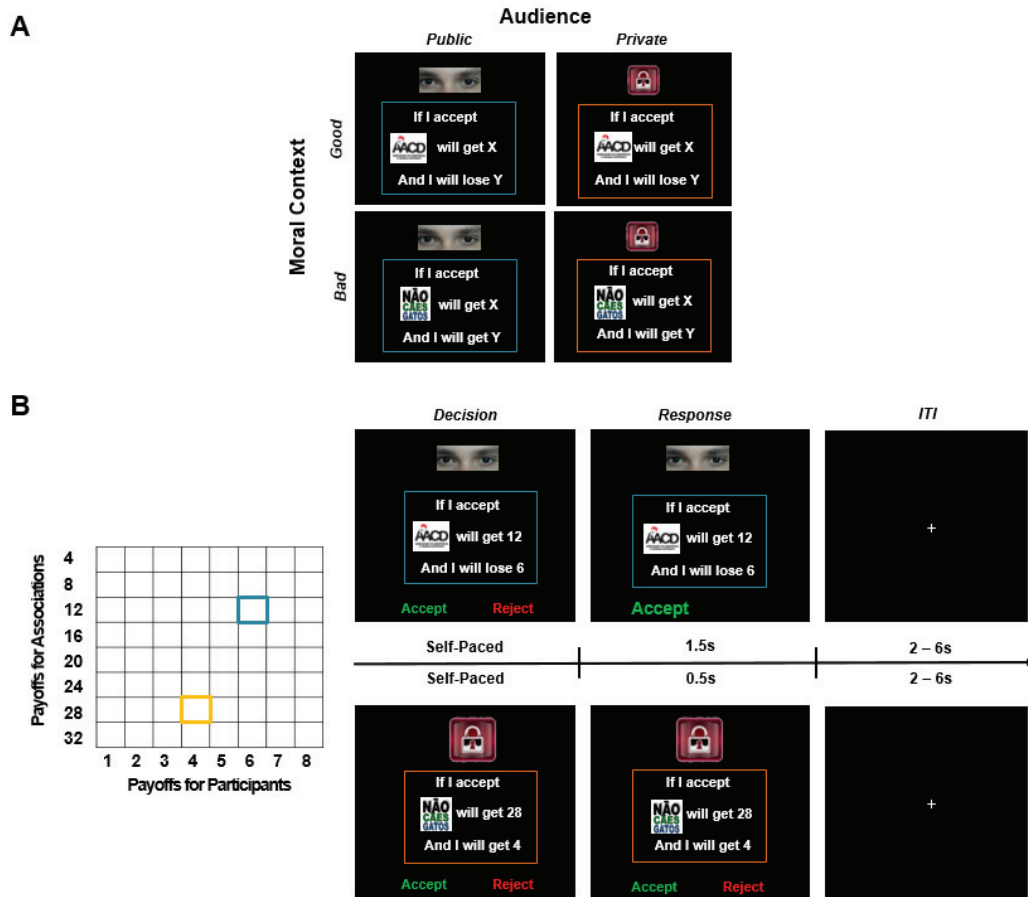 A
Audience
Public
Private
Moral Context
Good
If I accept
AACD will get X
And I will lose Y
If I accept
AACD will get X
And I will lose Y
Bad
If I accept
NÃO
CÃES
GATOS
will get X
And I will get Y
If I accept
NÃO
CÃES
GATOS
will get X
And I will get Y
B
Decision
Response
ITI
If I accept
AACD will get 12
And I will lose 6
Accept
Reject
If I accept
AACD will get 12
And I will lose 6
Accept
+
Payoffs for Associations
4
8
12
16
20
24
28
32
1 2 3 4 5 6 7 8
Payoffs for Participants
Self-Paced
1.5s
2 – 6s
Self-Paced
0.5s
2 – 6s
If I accept
NÃO
CÃES
GATOS
will get 28
And I will get 4
Accept
Reject
If I accept
NÃO
CÃES
GATOS
will get 28
And I will get 4
Accept
Reject
+